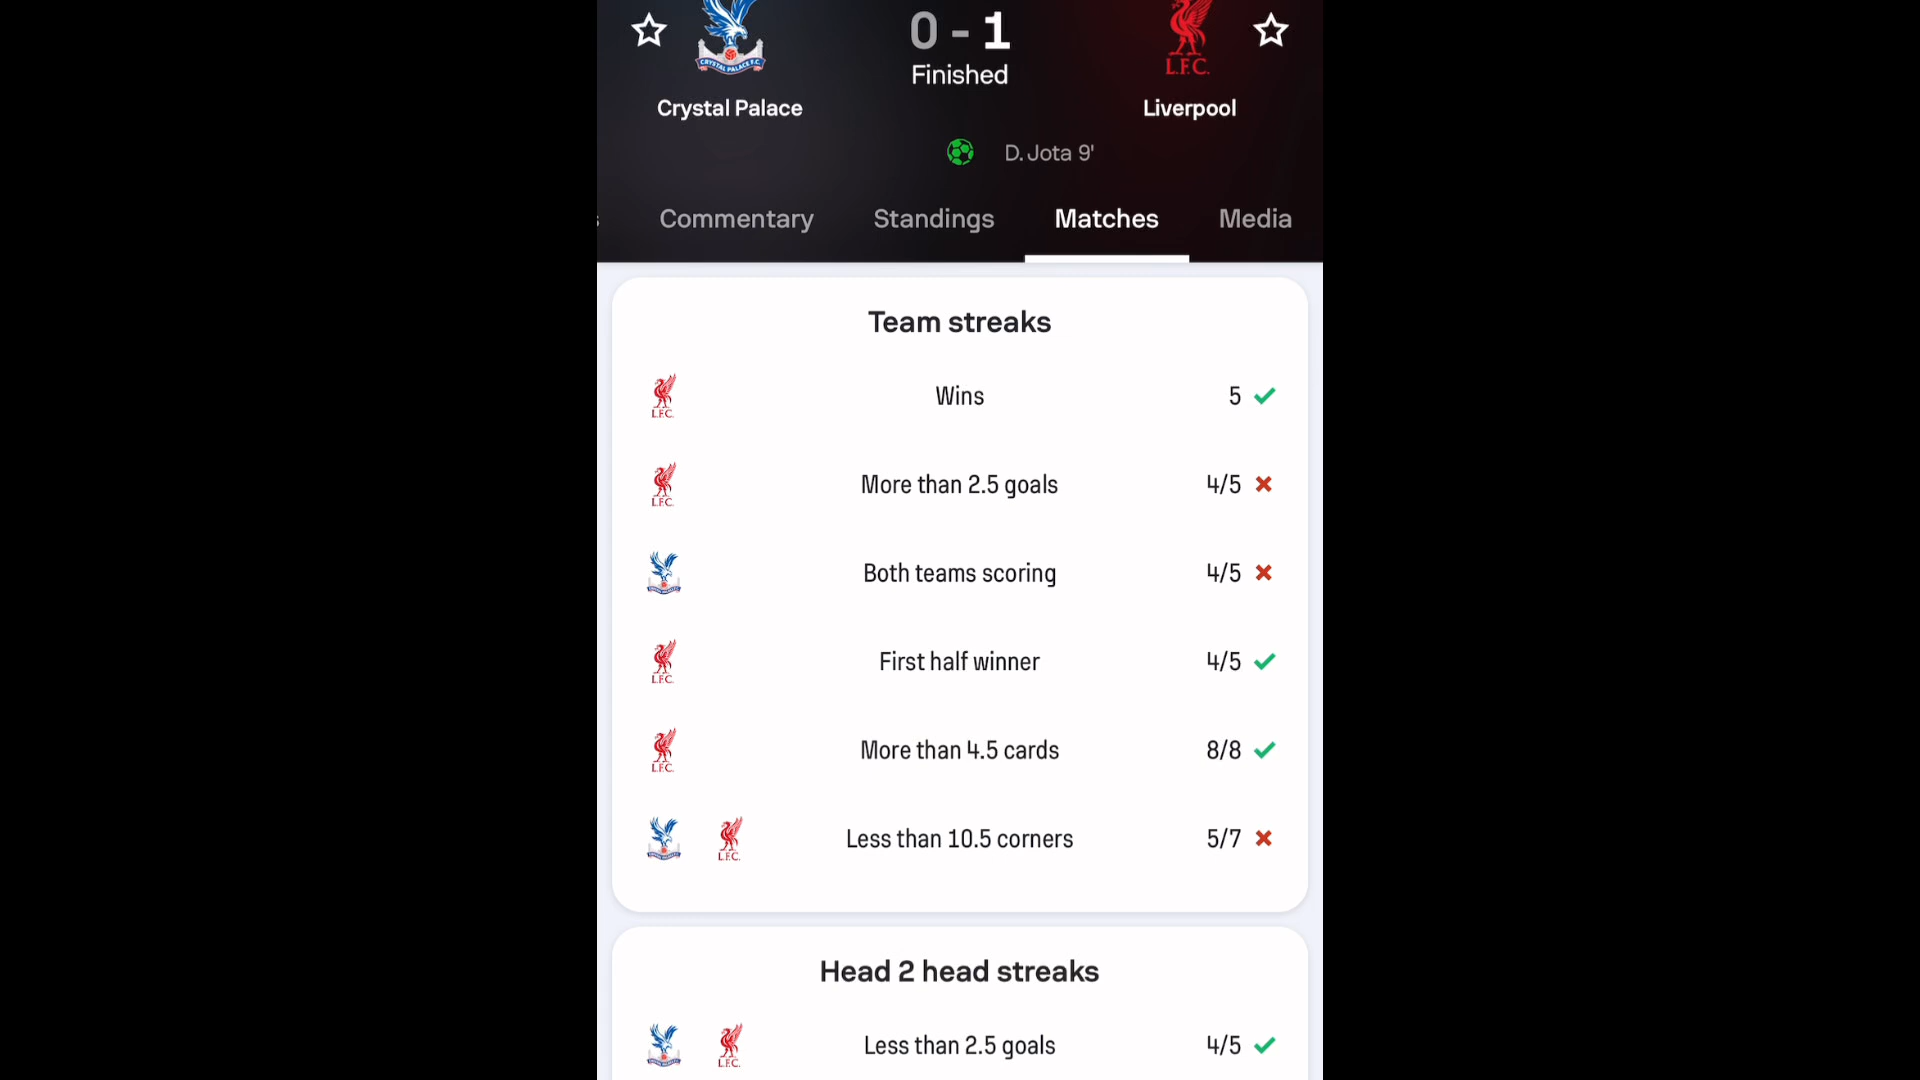 0 - 1
Finished
CRYSTAL PALACE F.C.
L.F.C.
Crystal Palace
Liverpool
D. Jota 9'
Commentary
Standings
Matches
Media
Team streaks
L.F.C.
Wins
5
L.F.C.
More than 2.5 goals
4/5
Both teams scoring
4/5
L.F.C.
First half winner
4/5
L.F.C.
More than 4.5 cards
8/8
L.F.C.
Less than 10.5 corners
5/7
Head 2 head streaks
L.F.C.
Less than 2.5 goals
4/5